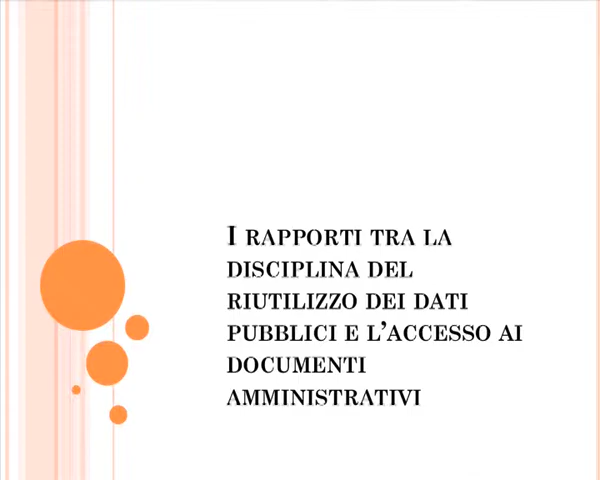 I RAPPORTI TRA LA
DISCIPLINA DEL
RIUTILIZZO DEI DATI
PUBBLICI E L’ACCESSO AI
DOCUMENTI
AMMINISTRATIVI